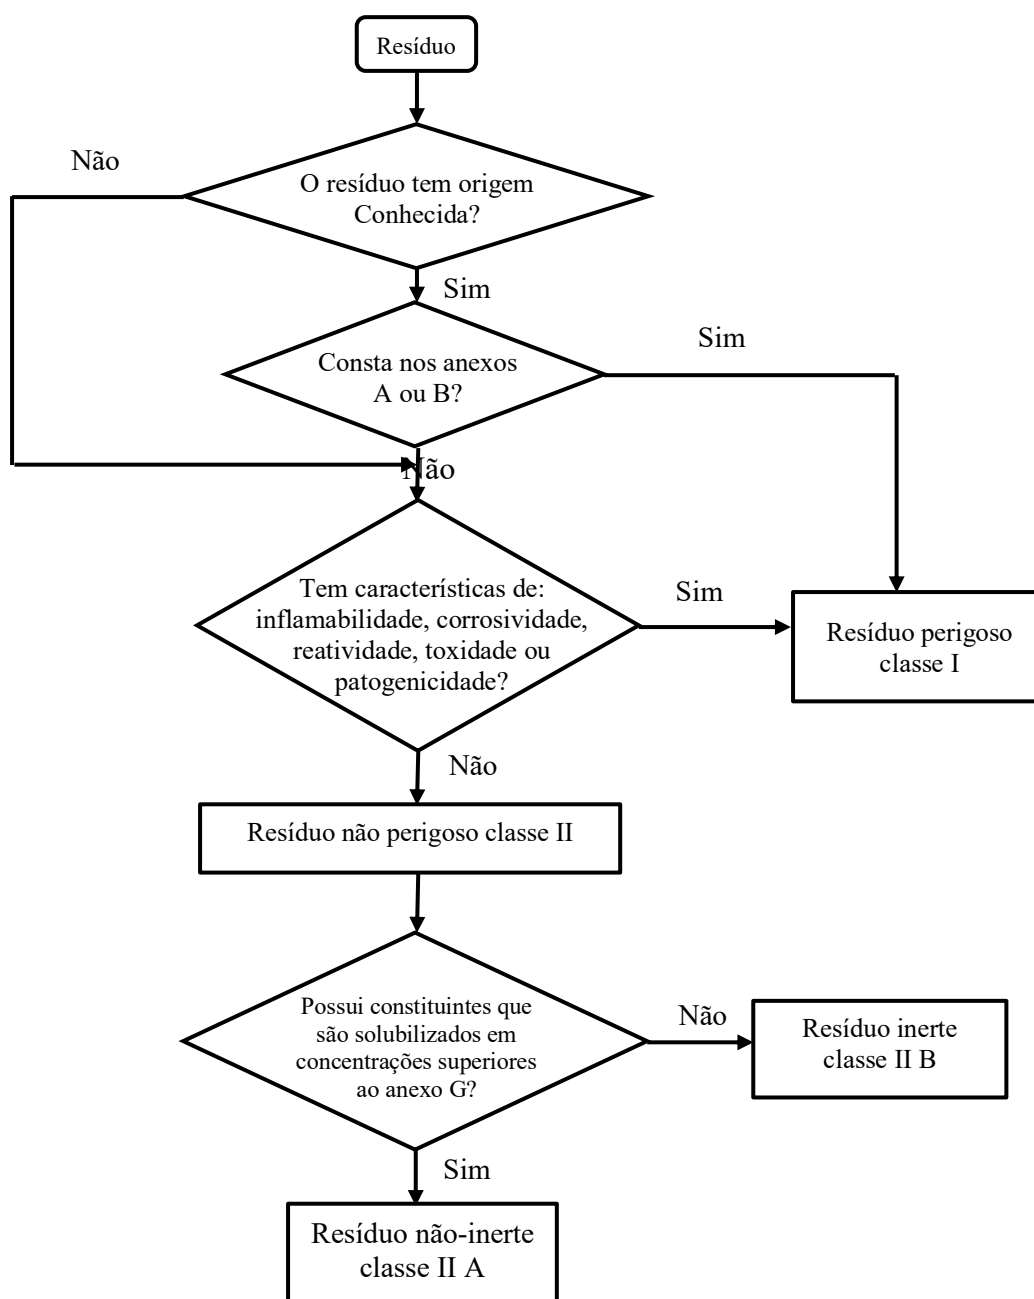 Resíduo
Não
O resíduo tem origem
Conhecida?
Sim
Sim
Consta nos anexos
A ou B?
Não
Tem características de:
inflamabilidade, corrosividade,
reatividade, toxidade ou
patogenicidade?
Sim
Resíduo perigoso
classe I
Não
Resíduo não perigoso classe II
Possui constituintes que
são solubilizados em
concentrações superiores
ao anexo G?
Não
Resíduo inerte
classe II B
Sim
Resíduo não-inerte
classe II A